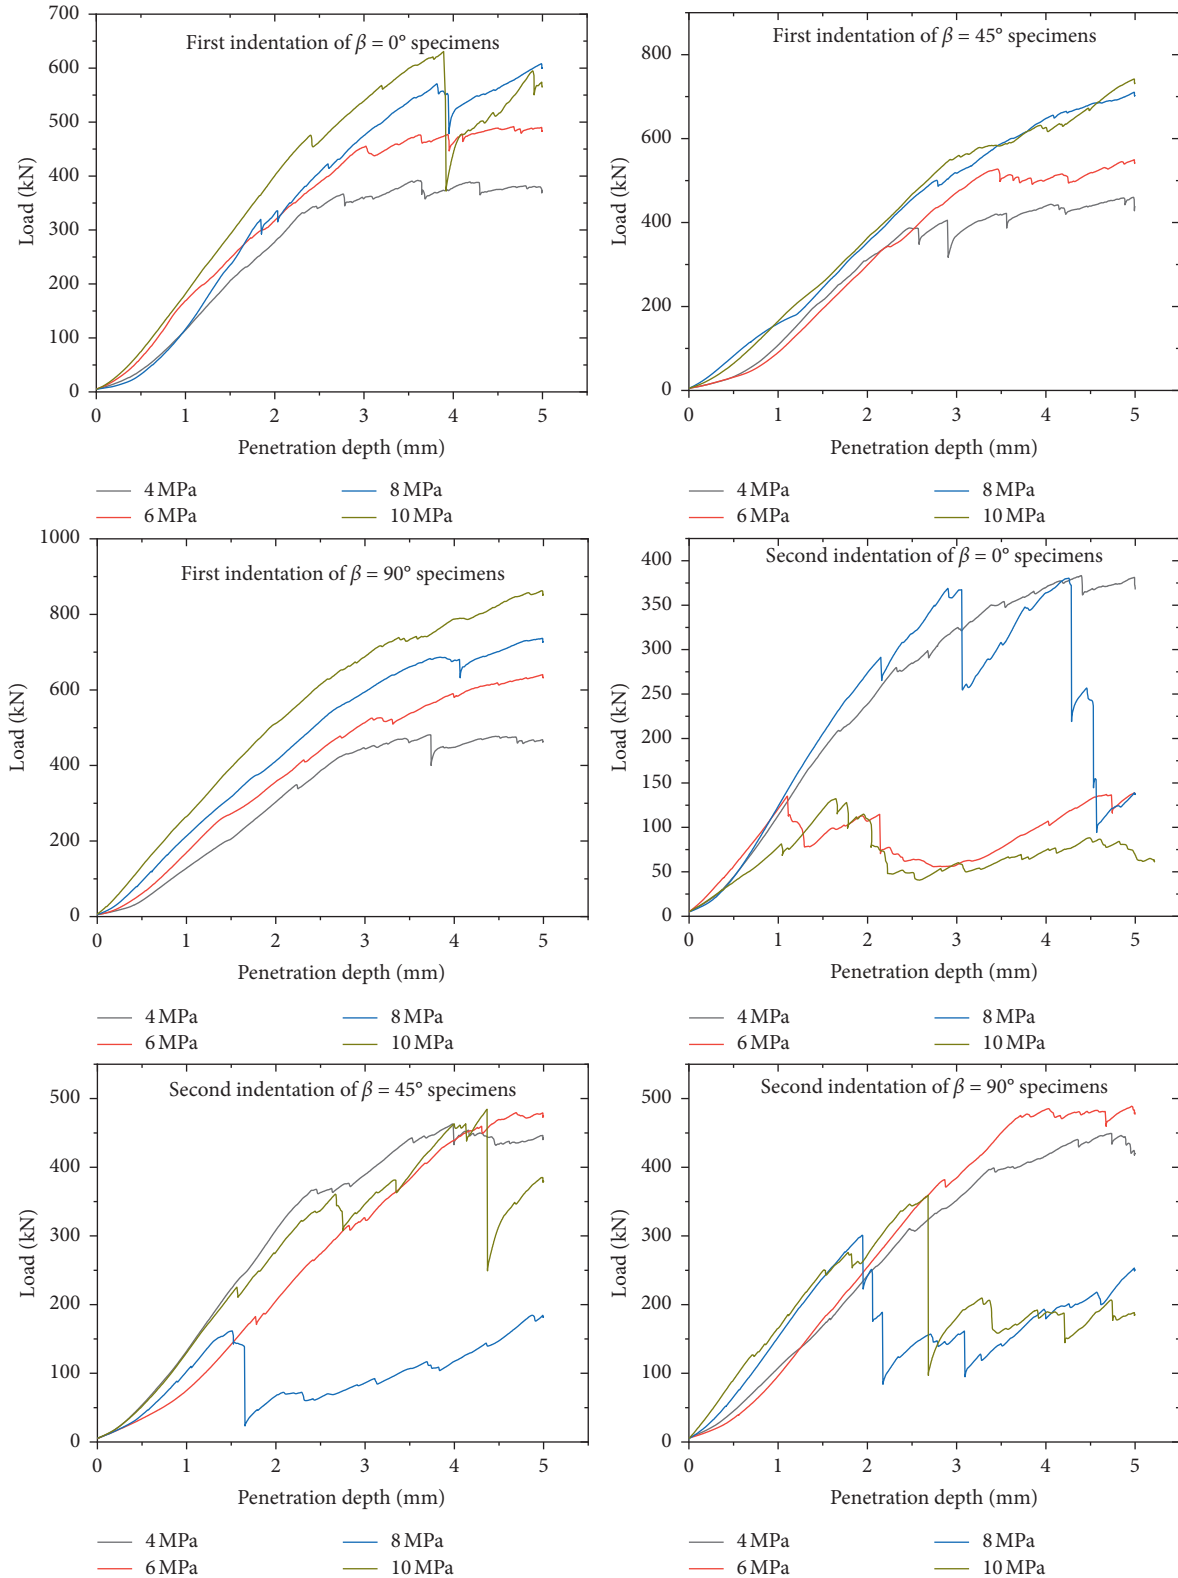 First indentation of β = 0° specimens
Load (kN)
700
600
500
400
300
200
100
0
0 1 2 3 4 5
Penetration depth (mm)
4 MPa 8 MPa
6 MPa 10 MPa
First indentation of β = 45° specimens
Load (kN)
800
600
400
200
0
0 1 2 3 4 5
Penetration depth (mm)
4 MPa 8 MPa
6 MPa 10 MPa
First indentation of β = 90° specimens
Load (kN)
1000
800
600
400
200
0
0 1 2 3 4 5
Penetration depth (mm)
4 MPa 8 MPa
6 MPa 10 MPa
Second indentation of β = 0° specimens
Load (kN)
400
350
300
250
200
150
100
50
0
0 1 2 3 4 5
Penetration depth (mm)
4 MPa 8 MPa
6 MPa 10 MPa
Second indentation of β = 45° specimens
Load (kN)
500
400
300
200
100
0
0 1 2 3 4 5
Penetration depth (mm)
4 MPa 8 MPa
6 MPa 10 MPa
Second indentation of β = 90° specimens
Load (kN)
500
400
300
200
100
0
0 1 2 3 4 5
Penetration depth (mm)
4 MPa 8 MPa
6 MPa 10 MPa